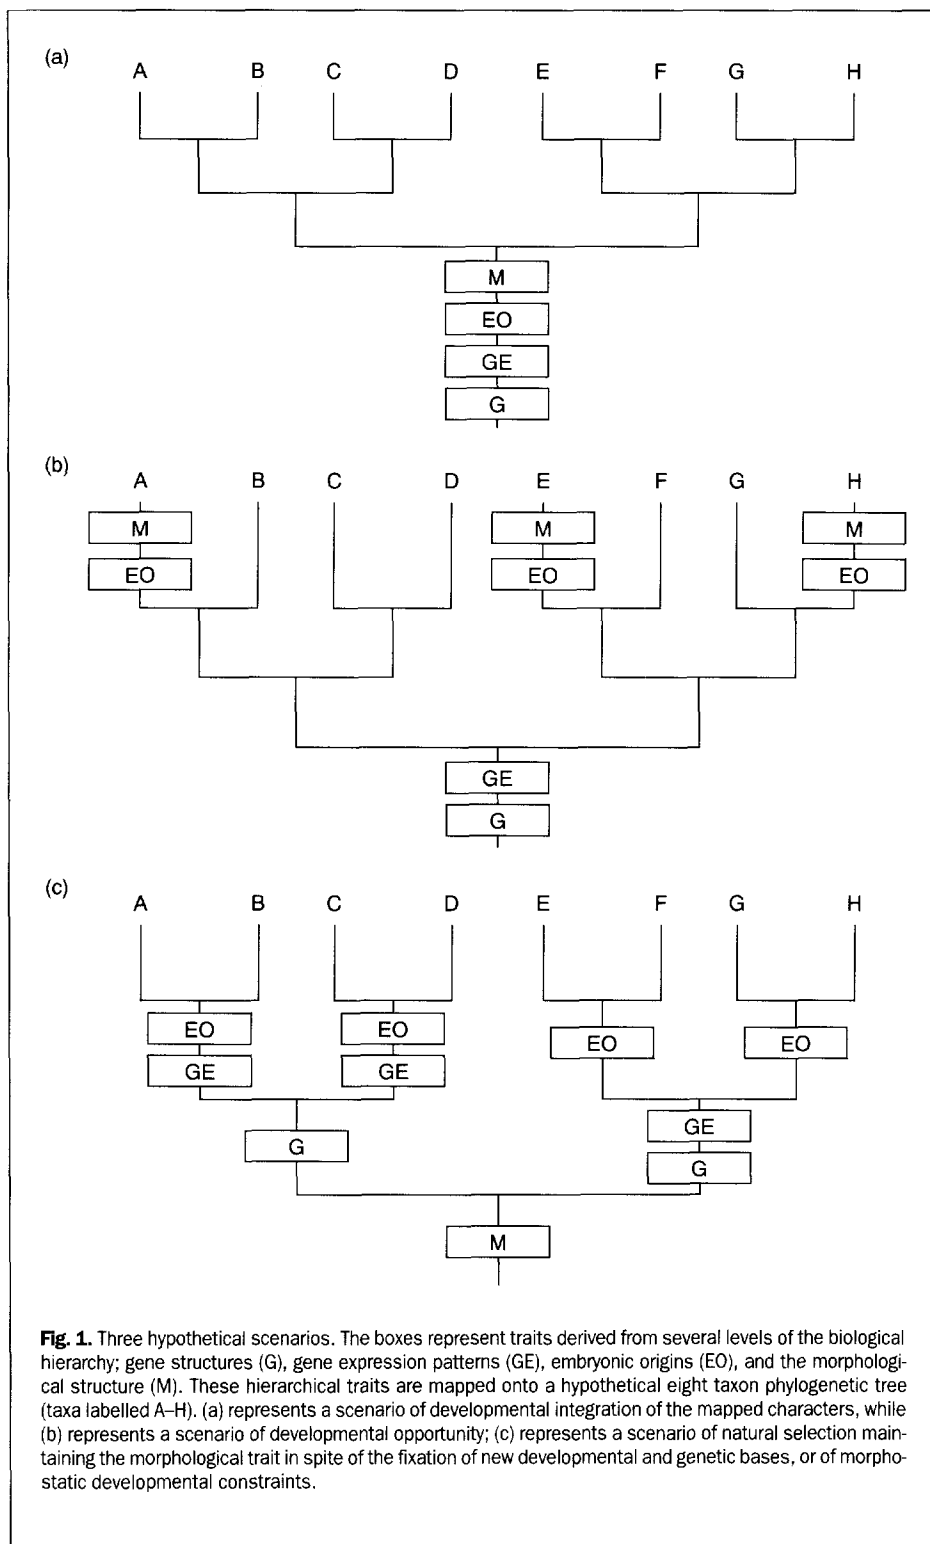 (a)
A B C D E F G H
M
EO
GE
G
(b)
A B C D E F G H
M M M
EO EO EO
GE
G
(c)
A B C D E F G H
EO EO EO EO
GE GE
GE
G G
M
Fig. 1. Three hypothetical scenarios. The boxes represent traits derived from several levels of the biological
hierarchy; gene structures (G), gene expression patterns (GE), embryonic origins (EO), and the morphologi-
cal structure (M). These hierarchical traits are mapped onto a hypothetical eight taxon phylogenetic tree
(taxa labelled A–H). (a) represents a scenario of developmental integration of the mapped characters, while
(b) represents a scenario of developmental opportunity; (c) represents a scenario of natural selection main-
taining the morphological trait in spite of the fixation of new developmental and genetic bases, or of morpho-
static developmental constraints.